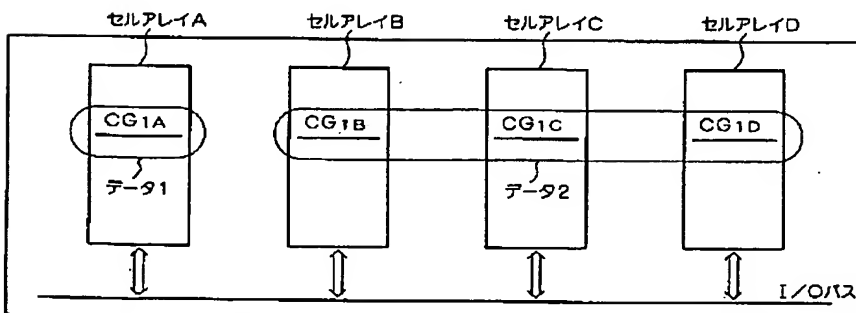 セルアレイA
セルアレイB
セルアレイC
セルアレイD
CG1A
CG1B
CG1C
CG1D
データ1
データ2
I/Oバス